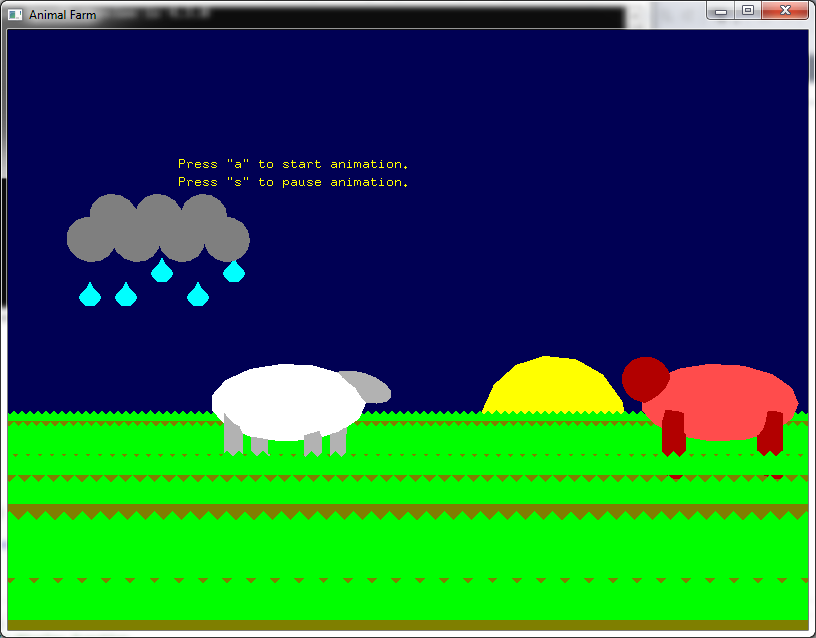 Animal Farm
Press "a" to start animation.
Press "s" to pause animation.